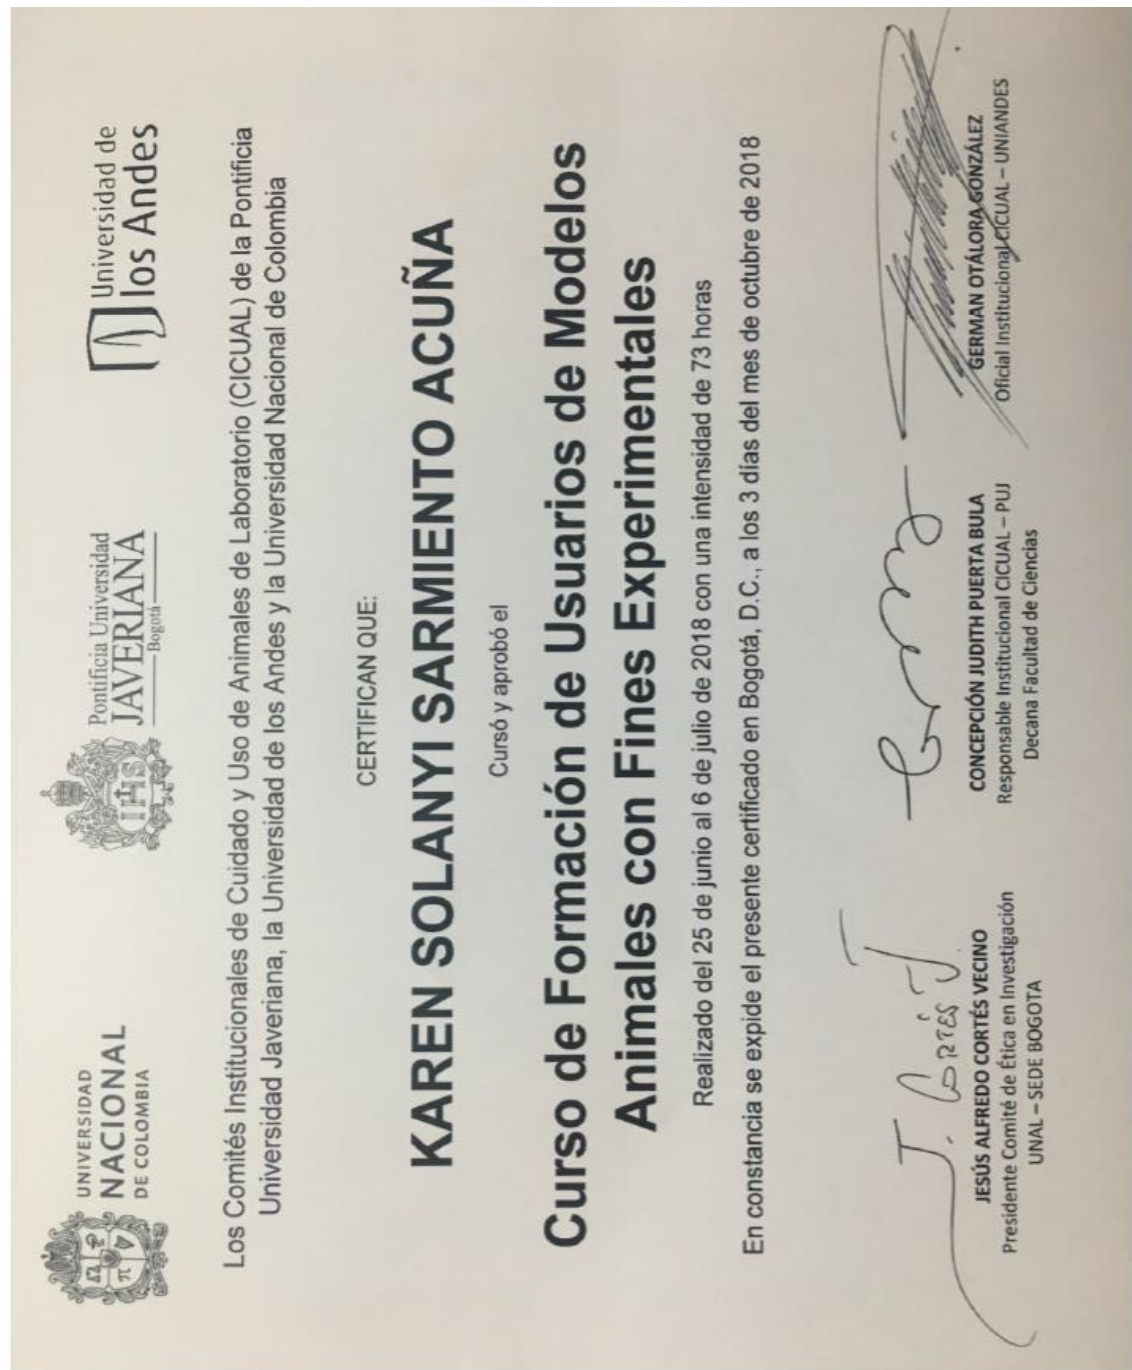 UNIVERSIDAD
NACIONAL
DE COLOMBIA
IHS
Pontificia Universidad
JAVERIANA
Bogotá
Universidad de
los Andes
Los Comités Institucionales de Cuidado y Uso de Animales de Laboratorio (CICUAL) de la Pontificia
Universidad Javeriana, la Universidad de los Andes y la Universidad Nacional de Colombia
CERTIFICAN QUE:
KAREN SOLANYI SARMIENTO ACUÑA
Cursó y aprobó el
Curso de Formación de Usuarios de Modelos
Animales con Fines Experimentales
Realizado del 25 de junio al 6 de julio de 2018 con una intensidad de 73 horas
En constancia se expide el presente certificado en Bogotá, D.C., a los 3 días del mes de octubre de 2018
J. CORTÉS
JESÚS ALFREDO CORTÉS VECINO
Presidente Comité de Ética en Investigación
UNAL – SEDE BOGOTA
CONCEPCIÓN JUDITH PUERTA BULA
Responsable Institucional CICUAL – PUJ
Decana Facultad de Ciencias
GERMAN OTÁLORA GONZÁLEZ
Oficial Institucional CICUAL – UNIANDES